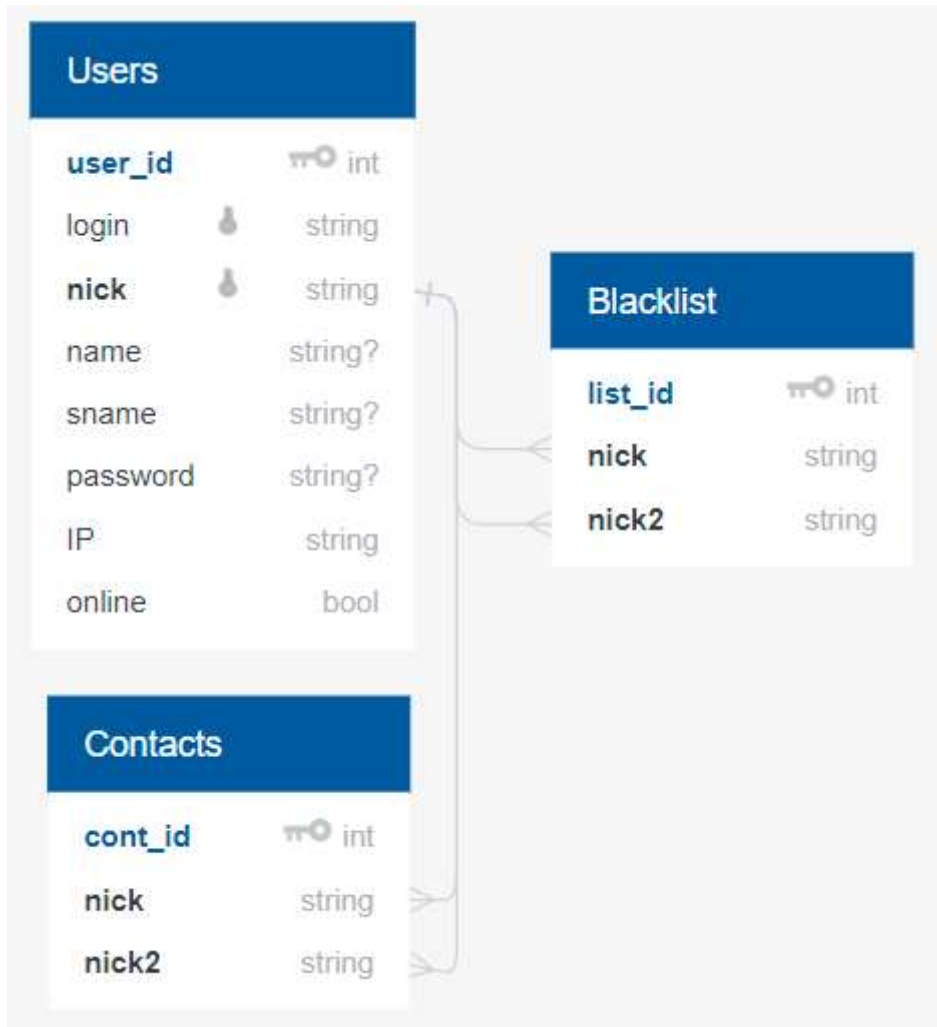 Users
user_id int
login string
nick string
name string?
sname string?
password string?
IP string
online bool
Blacklist
list_id int
nick string
nick2 string
Contacts
cont_id int
nick string
nick2 string